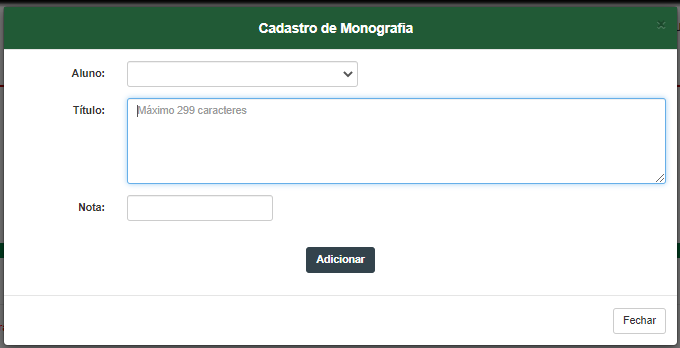 Cadastro de Monografia
×
Aluno:
Título:
Máximo 299 caracteres
Nota:
Adicionar
Fechar